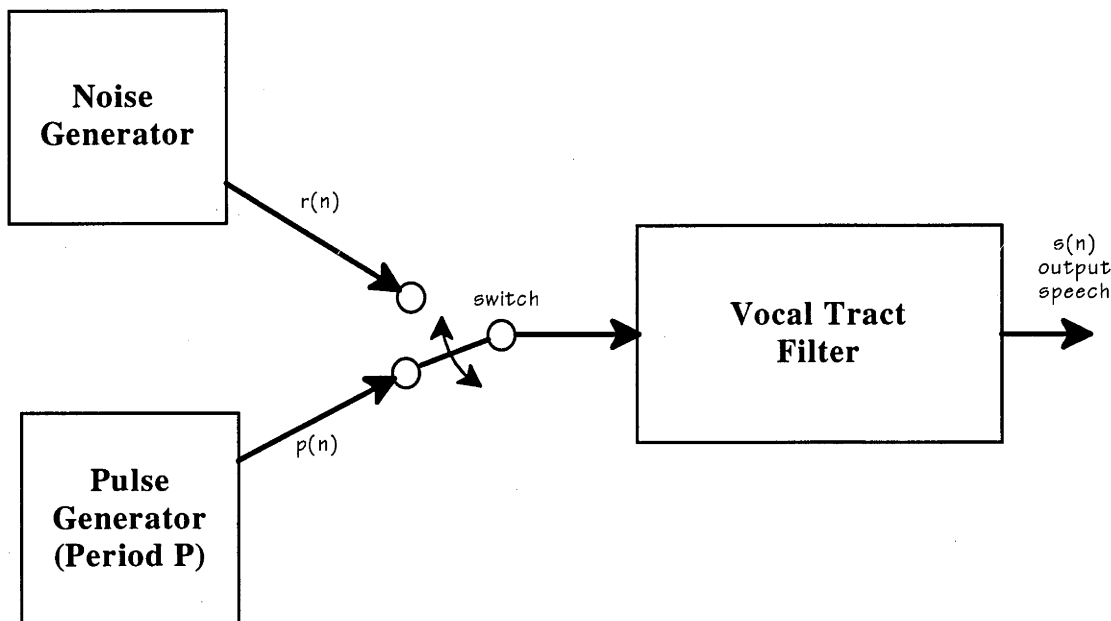 Noise
Generator
r(n)
switch
Vocal Tract
Filter
s(n)
output
speech
p(n)
Pulse
Generator
(Period P)